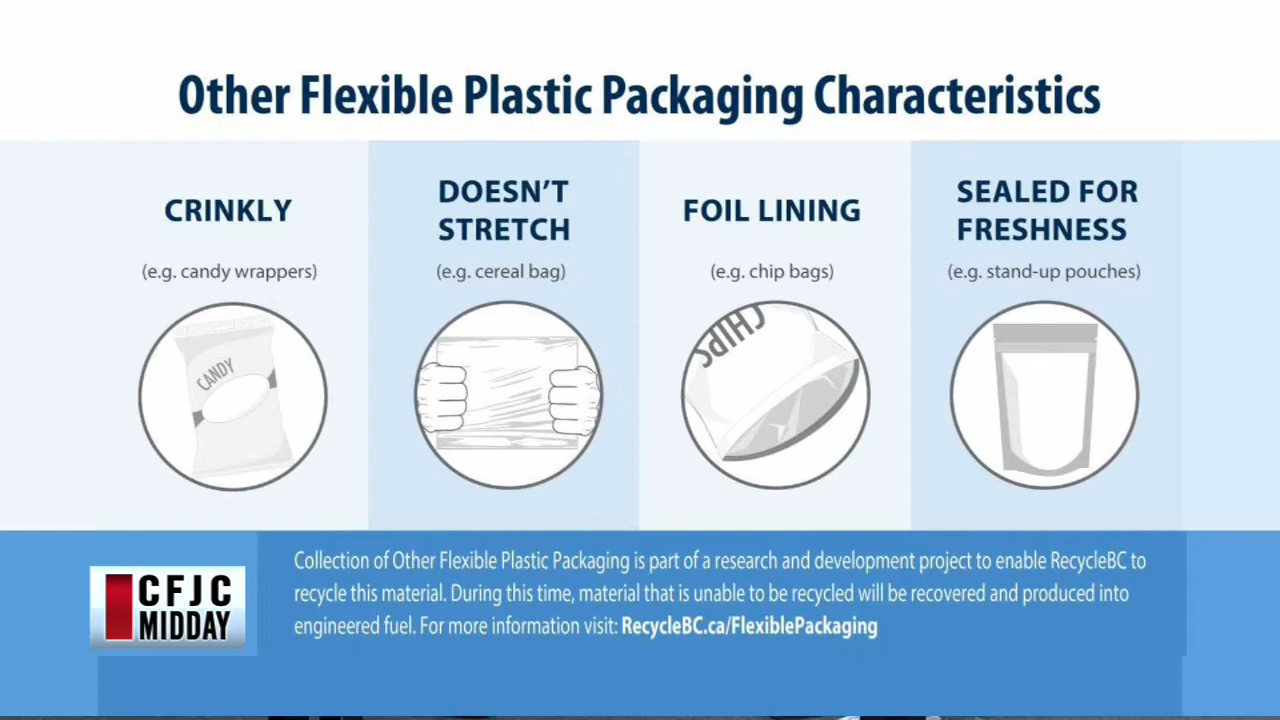 Other Flexible Plastic Packaging Characteristics
CRINKLY
(e.g. candy wrappers)
CANDY
DOESN'T
STRETCH
(e.g. cereal bag)
FOIL LINING
(e.g. chip bags)
CHIPS
SEALED FOR
FRESHNESS
(e.g. stand-up pouches)
Collection of Other Flexible Plastic Packaging is part of a research and development project to enable RecycleBC to
recycle this material. During this time, material that is unable to be recycled will be recovered and produced into
engineered fuel. For more information visit: RecycleBC.ca/FlexiblePackaging
CFJC
MIDDAY